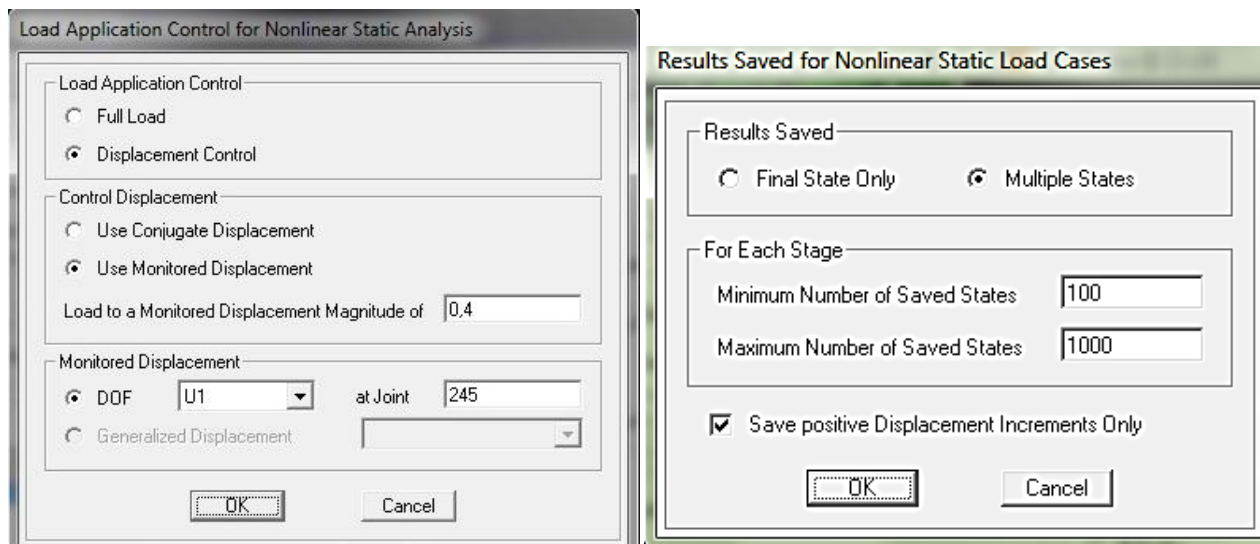 Load Application Control for Nonlinear Static Analysis
Load Application Control
Full Load
Displacement Control
Control Displacement
Use Conjugate Displacement
Use Monitored Displacement
Load to a Monitored Displacement Magnitude of 0,4
Monitored Displacement
DOF U1 at Joint 245
Generalized Displacement
OK Cancel
Results Saved for Nonlinear Static Load Cases
Results Saved
Final State Only Multiple States
For Each Stage
Minimum Number of Saved States 100
Maximum Number of Saved States 1000
Save positive Displacement Increments Only
OK Cancel